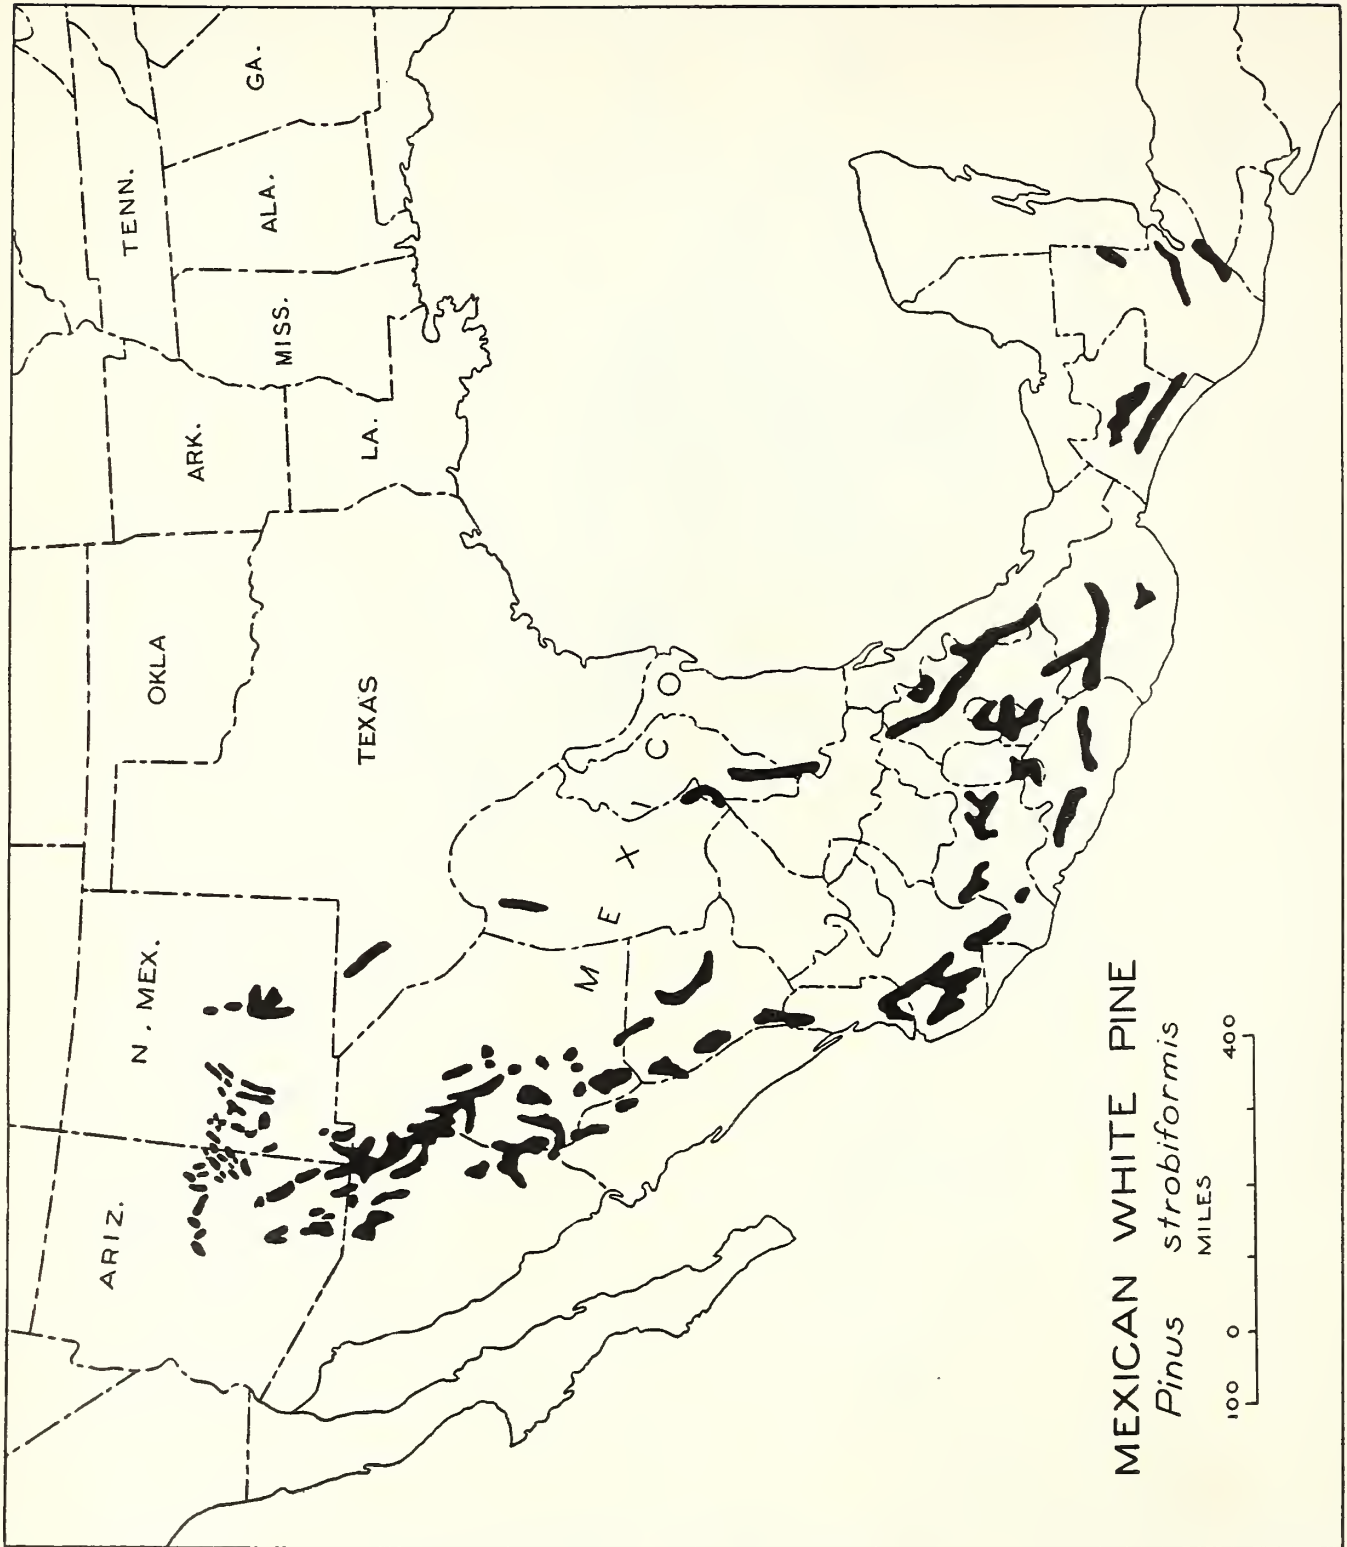 TENN.
GA.
ALA.
MISS.
ARK.
LA.
OKLA
TEXAS
N. MEX.
ARIZ.
MEXICO
MEXICAN WHITE PINE
Pinus strobiformis
100 0 400
MILES